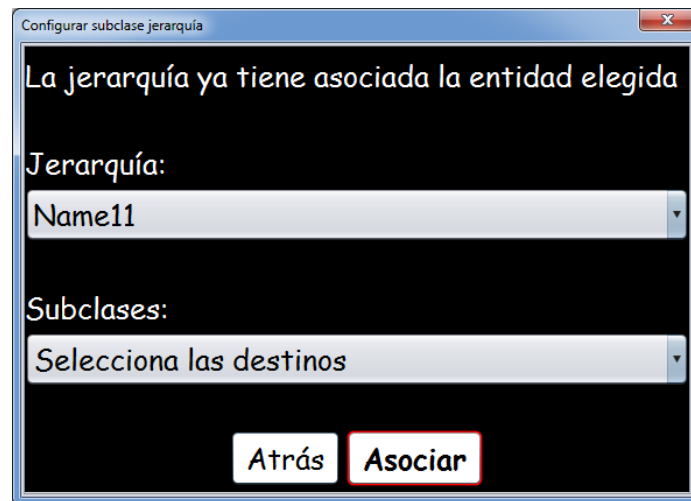 Configurar subclase jerarquía
La jerarquía ya tiene asociada la entidad elegida
Jerarquía:
Name11
Subclases:
Selecciona las destinos
Atrás Asociar